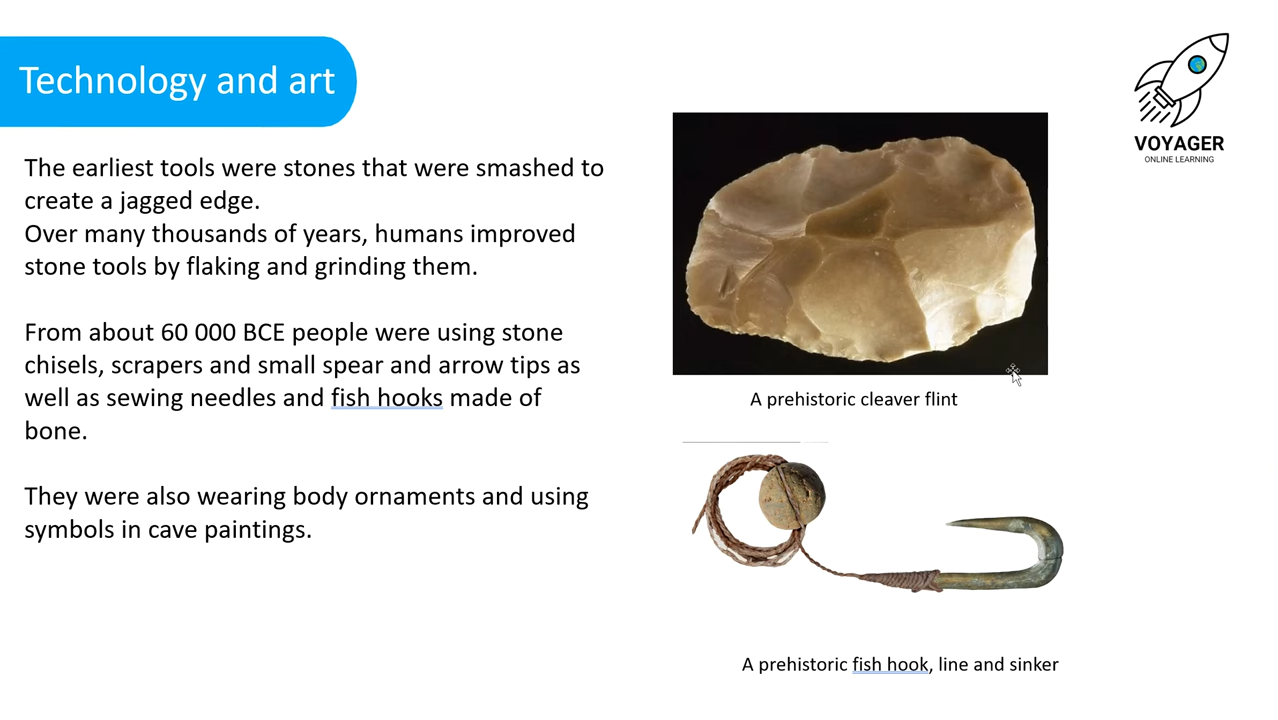 Technology and art
VOYAGER
ONLINE LEARNING
The earliest tools were stones that were smashed to
create a jagged edge.
Over many thousands of years, humans improved
stone tools by flaking and grinding them.
From about 60 000 BCE people were using stone
chisels, scrapers and small spear and arrow tips as
well as sewing needles and fish hooks made of
bone.
They were also wearing body ornaments and using
symbols in cave paintings.
A prehistoric cleaver flint
A prehistoric fish hook, line and sinker